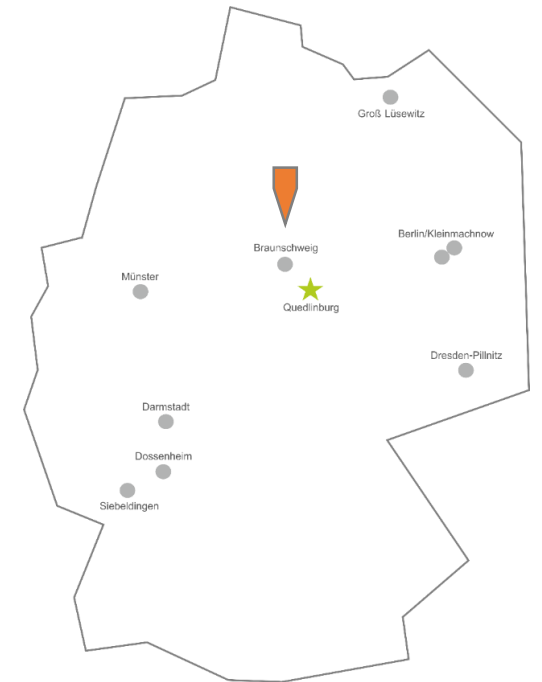 Groß Lüsewitz
Berlin/Kleinmachnow
Braunschweig
Münster
Quedlinburg
Dresden-Pillnitz
Darmstadt
Dossenheim
Siebeldingen